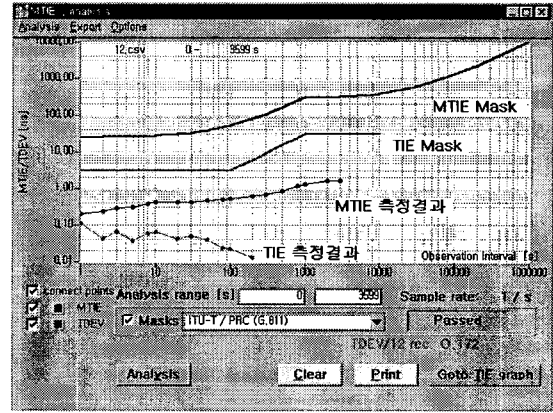 MTIE Analysis
Analysis Export Options
12.csv 0 - 3599 s
10000,00
1000,00
100,00
10,00
1,00
0,10
0,01
MTIE/TDEV [ns]
MTIE Mask
TIE Mask
MTIE 측정결과
TIE 측정결과
Observation Interval [s]
1 10 100 1000 10000 100000 1000000
Connect points
MTIE
TDEV
Analysis range [s] 0 3599
Sample rate: 1 / s
Masks ITU-T / PRC (G.811)
Passed
TDEV/12 rec 0.172
Analysis Clear Print Goto TIE graph